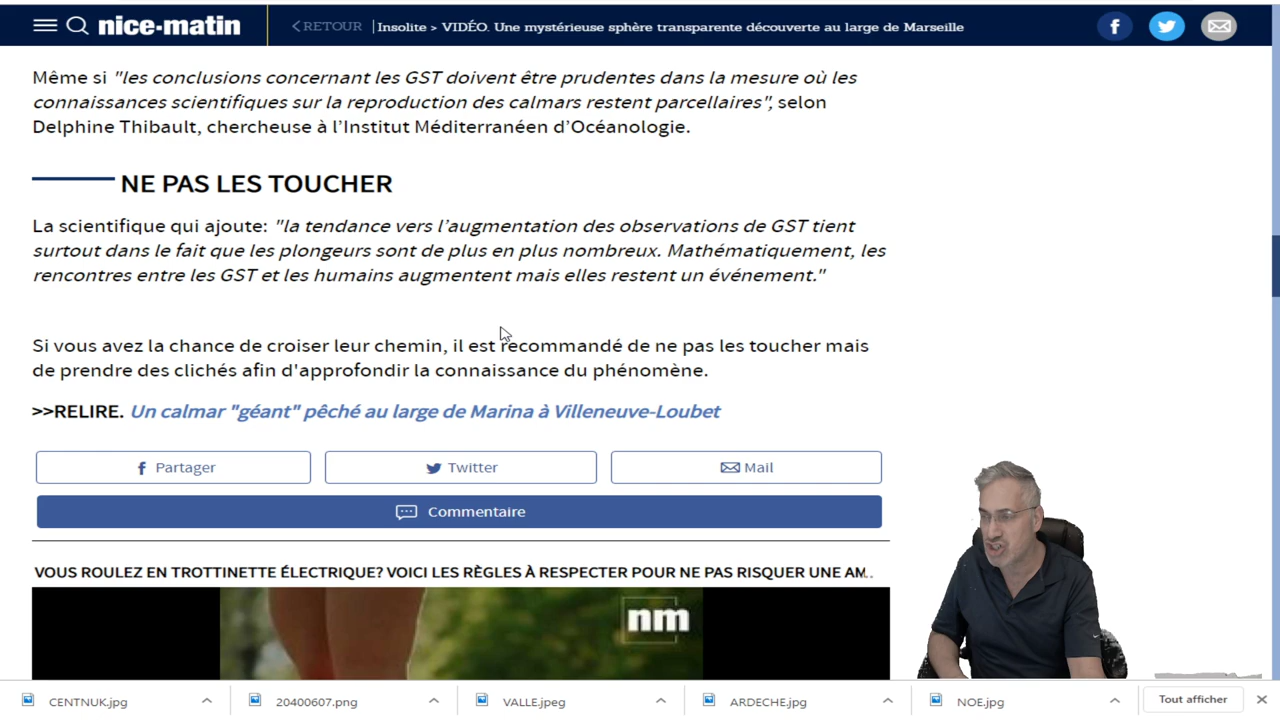 nice-matin
RETOUR
Insolite > VIDÉO. Une mystérieuse sphère transparente découverte au large de Marseille
Même si "les conclusions concernant les GST doivent être prudentes dans la mesure où les
connaissances scientifiques sur la reproduction des calmars restent parcellaires", selon
Delphine Thibault, chercheuse à l’Institut Méditerranéen d’Océanologie.
NE PAS LES TOUCHER
La scientifique qui ajoute: "la tendance vers l’augmentation des observations de GST tient
surtout dans le fait que les plongeurs sont de plus en plus nombreux. Mathématiquement, les
rencontres entre les GST et les humains augmentent mais elles restent un événement."
Si vous avez la chance de croiser leur chemin, il est recommandé de ne pas les toucher mais
de prendre des clichés afin d'approfondir la connaissance du phénomène.
>>RELIRE. Un calmar "géant" pêché au large de Marina à Villeneuve-Loubet
Partager
Twitter
Mail
Commentaire
VOUS ROULEZ EN TROTTINETTE ÉLECTRIQUE? VOICI LES RÈGLES À RESPECTER POUR NE PAS RISQUER UNE AM..
nm
CENTNUK.jpg
20400607.png
VALLE.jpeg
ARDECHE.jpg
NOE.jpg
Tout afficher